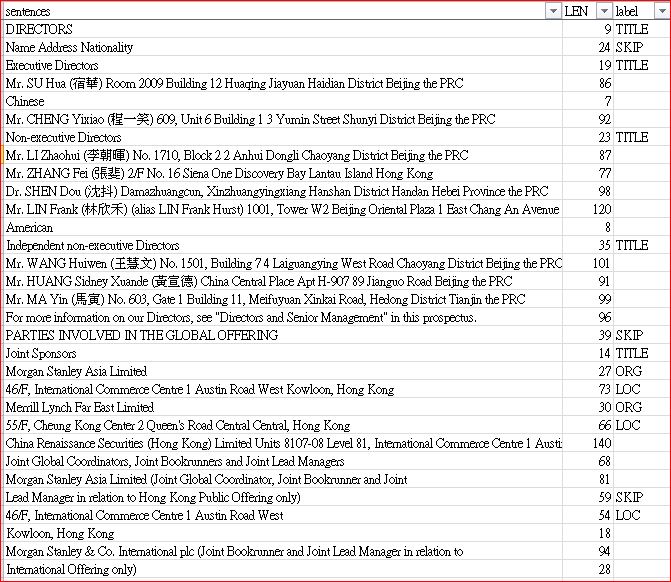 sentences LEN label
DIRECTORS 9 TITLE
Name Address Nationality 24 SKIP
Executive Directors 19 TITLE
Mr. SU Hua (宿華) Room 2009 Building 12 Huaqing Jiayuan Haidian District Beijing the PRC 86
Chinese 7
Mr. CHENG Yixiao (程一笑) 609, Unit 6 Building 1 3 Yumin Street Shunyi District Beijing the PRC 92
Non-executive Directors 23 TITLE
Mr. LI Zhaohui (李朝暉) No. 1710, Block 2 2 Anhui Dongli Chaoyang District Beijing the PRC 87
Mr. ZHANG Fei (張斐) 2/F No. 16 Siena One Discovery Bay Lantau Island Hong Kong 77
Dr. SHEN Dou (沈抖) Damazhuangcun, Xinzhuangyingxiang Hanshan District Handan Hebei Province the PRC 98
Mr. LIN Frank (林欣禾) (alias LIN Frank Hurst) 1001, Tower W2 Beijing Oriental Plaza 1 East Chang An Avenue 120
American 8
Independent non-executive Directors 35 TITLE
Mr. WANG Huiwen (王慧文) No. 1501, Building 7 4 Laiguangying West Road Chaoyang District Beijing the PRC 101
Mr. HUANG Sidney Xuande (黃宣德) China Central Place Apt H-907 89 Jianguo Road Beijing the PRC 91
Mr. MA Yin (馬寅) No. 603, Gate 1 Building 11, Meifuyuan Xinkai Road, Hedong District Tianjin the PRC 99
For more information on our Directors, see "Directors and Senior Management" in this prospectus. 96
PARTIES INVOLVED IN THE GLOBAL OFFERING 39 SKIP
Joint Sponsors 14 TITLE
Morgan Stanley Asia Limited 27 ORG
46/F, International Commerce Centre 1 Austin Road West Kowloon, Hong Kong 73 LOC
Merrill Lynch Far East Limited 30 ORG
55/F, Cheung Kong Center 2 Queen's Road Central Central, Hong Kong 66 LOC
China Renaissance Securities (Hong Kong) Limited Units 8107-08 Level 81, International Commerce Centre 1 Austi 140
Joint Global Coordinators, Joint Bookrunners and Joint Lead Managers 68
Morgan Stanley Asia Limited (Joint Global Coordinator, Joint Bookrunner and Joint 81
Lead Manager in relation to Hong Kong Public Offering only) 59 SKIP
46/F, International Commerce Centre 1 Austin Road West 54 LOC
Kowloon, Hong Kong 18
Morgan Stanley & Co. International plc (Joint Bookrunner and Joint Lead Manager in relation to 94
International Offering only) 28